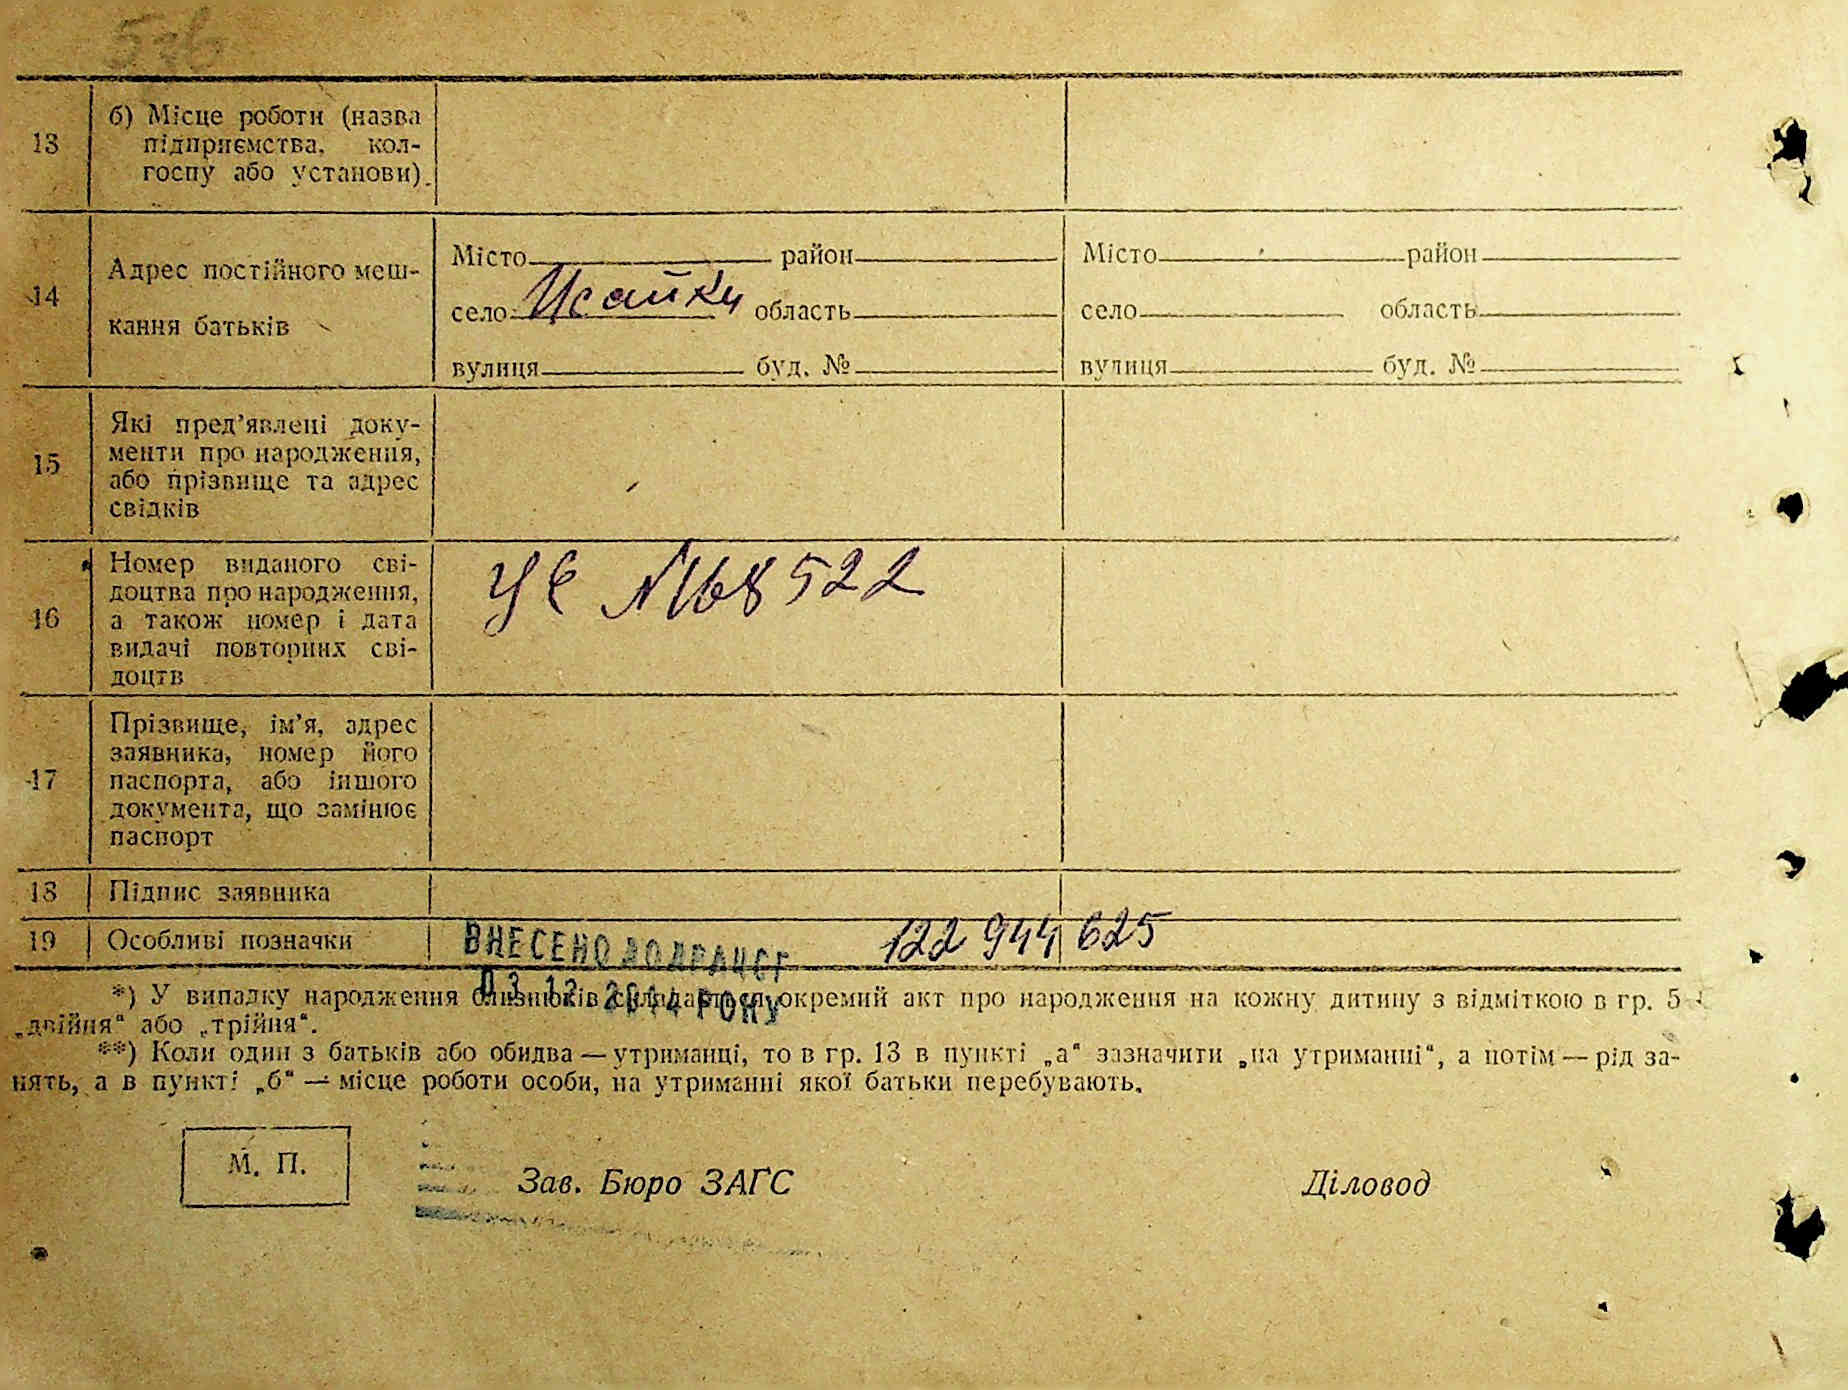 536
13
б) Місце роботи (назва
підприємства, кол-
госпу або установи).
14
Адрес постійного меш-
кання батьків
Місто район
село Исайки область
вулиця буд. №
Місто район
село область
вулиця буд. №
15
Які пред’явлені доку-
менти про народження,
або прізвище та адрес
свідків
16
Номер виданого сві-
доцтва про народження,
а також номер і дата
видачі повторних сві-
доцтв
УЄ №168522
17
Прізвище, ім’я, адрес
заявника, номер його
паспорта, або іншого
документа, що замінює
паспорт
18 Підпис заявника
19 Особливі позначки
ВНЕСЕНО ДО ДРАЦСГ
122 944 625
03 12 2014 РОКУ
*) У випадку народження близнюків складається окремий акт про народження на кожну дитину з відміткою в гр. 5
„двійня“ або „трійня“.
**) Коли один з батьків або обидва — утриманці, то в гр. 13 в пункті „а“ зазначити „на утриманні“, а потім — рід за-
нять, а в пункті „б“ — місце роботи особи, на утриманні якої батьки перебувають.
М. П.
Зав. Бюро ЗАГС
Діловод